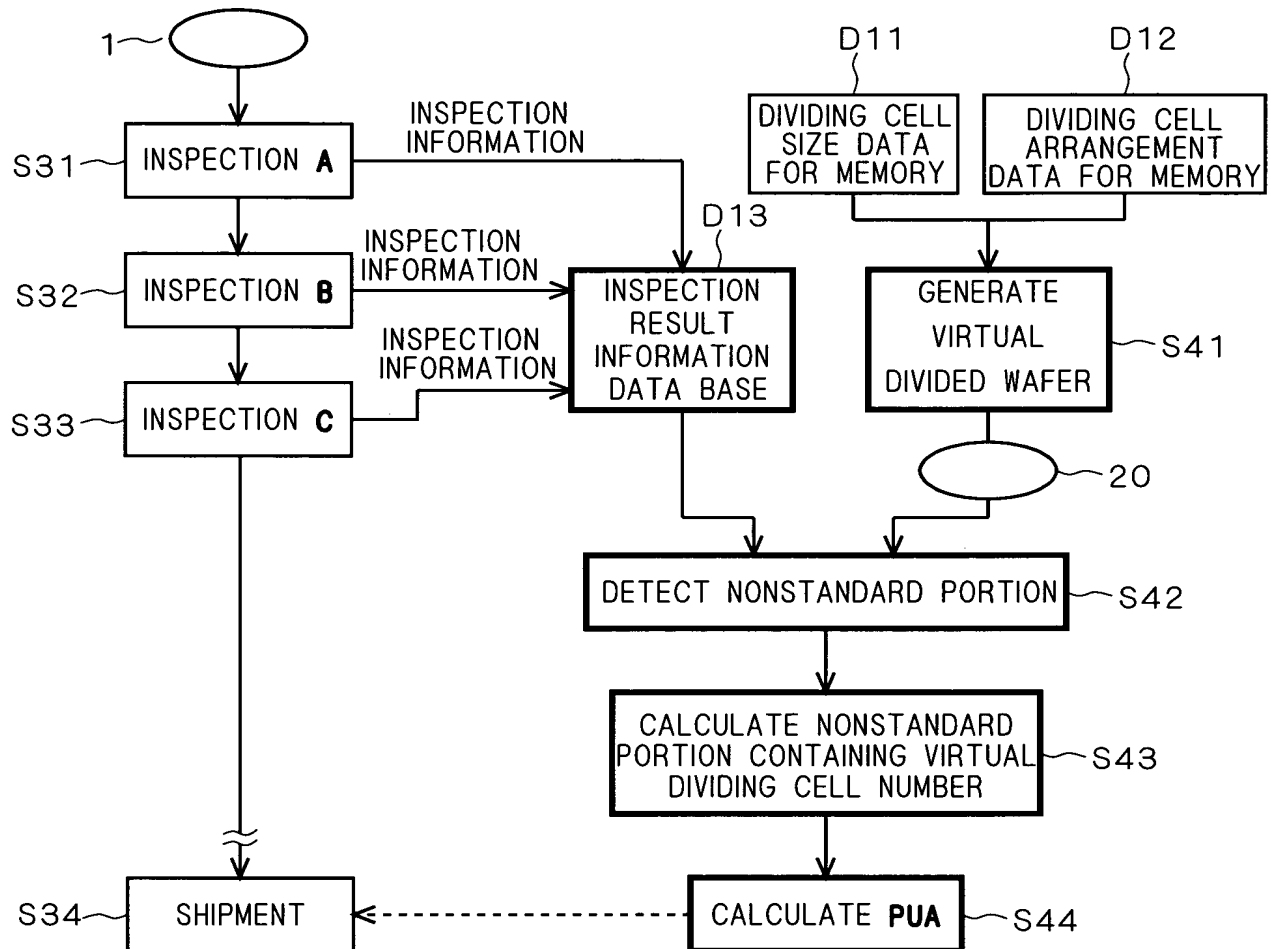 1
D11
D12
DIVIDING CELL
SIZE DATA
FOR MEMORY
DIVIDING CELL
ARRANGEMENT
DATA FOR MEMORY
S31
INSPECTION A
INSPECTION
INFORMATION
S32
INSPECTION B
INSPECTION
INFORMATION
S33
INSPECTION C
INSPECTION
INFORMATION
D13
INSPECTION
RESULT
INFORMATION
DATA BASE
GENERATE
VIRTUAL
DIVIDED WAFER
S41
20
DETECT NONSTANDARD PORTION
S42
CALCULATE NONSTANDARD
PORTION CONTAINING VIRTUAL
DIVIDING CELL NUMBER
S43
S34
SHIPMENT
CALCULATE PUA
S44